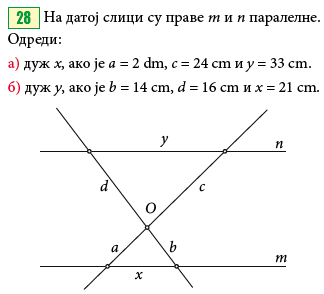 28 На датој слици су праве m и n паралелне.
Одреди:
а) дуж x, ако је a = 2 dm, c = 24 cm и y = 33 cm.
б) дуж y, ако је b = 14 cm, d = 16 cm и x = 21 cm.
y
n
d
c
O
a
b
m
x